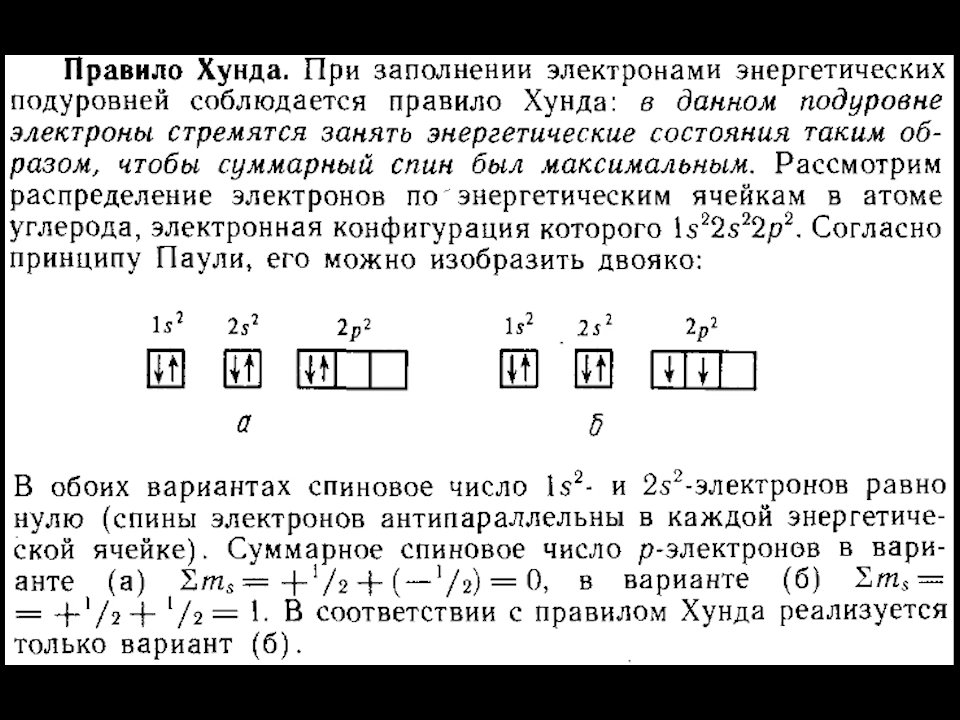 Правило Хунда. При заполнении электронами энергетических
подуровней соблюдается правило Хунда: в данном подуровне
электроны стремятся занять энергетические состояния таким об-
разом, чтобы суммарный спин был максимальным. Рассмотрим
распределение электронов по энергетическим ячейкам в атоме
углерода, электронная конфигурация которого 1s²2s²2p². Согласно
принципу Паули, его можно изобразить двояко:
1s² 2s² 2p² 1s² 2s² 2p²
↓↑ ↓↑ ↓↑ ↓↑ ↓↑ ↓ ↓
а б
В обоих вариантах спиновое число 1s²- и 2s²-электронов равно
нулю (спины электронов антипараллельны в каждой энергетиче-
ской ячейке). Суммарное спиновое число p-электронов в вари-
анте (а) Σmₛ = +¹/₂ + (—¹/₂) = 0, в варианте (б) Σmₛ =
= +¹/₂ + ¹/₂ = 1. В соответствии с правилом Хунда реализуется
только вариант (б).